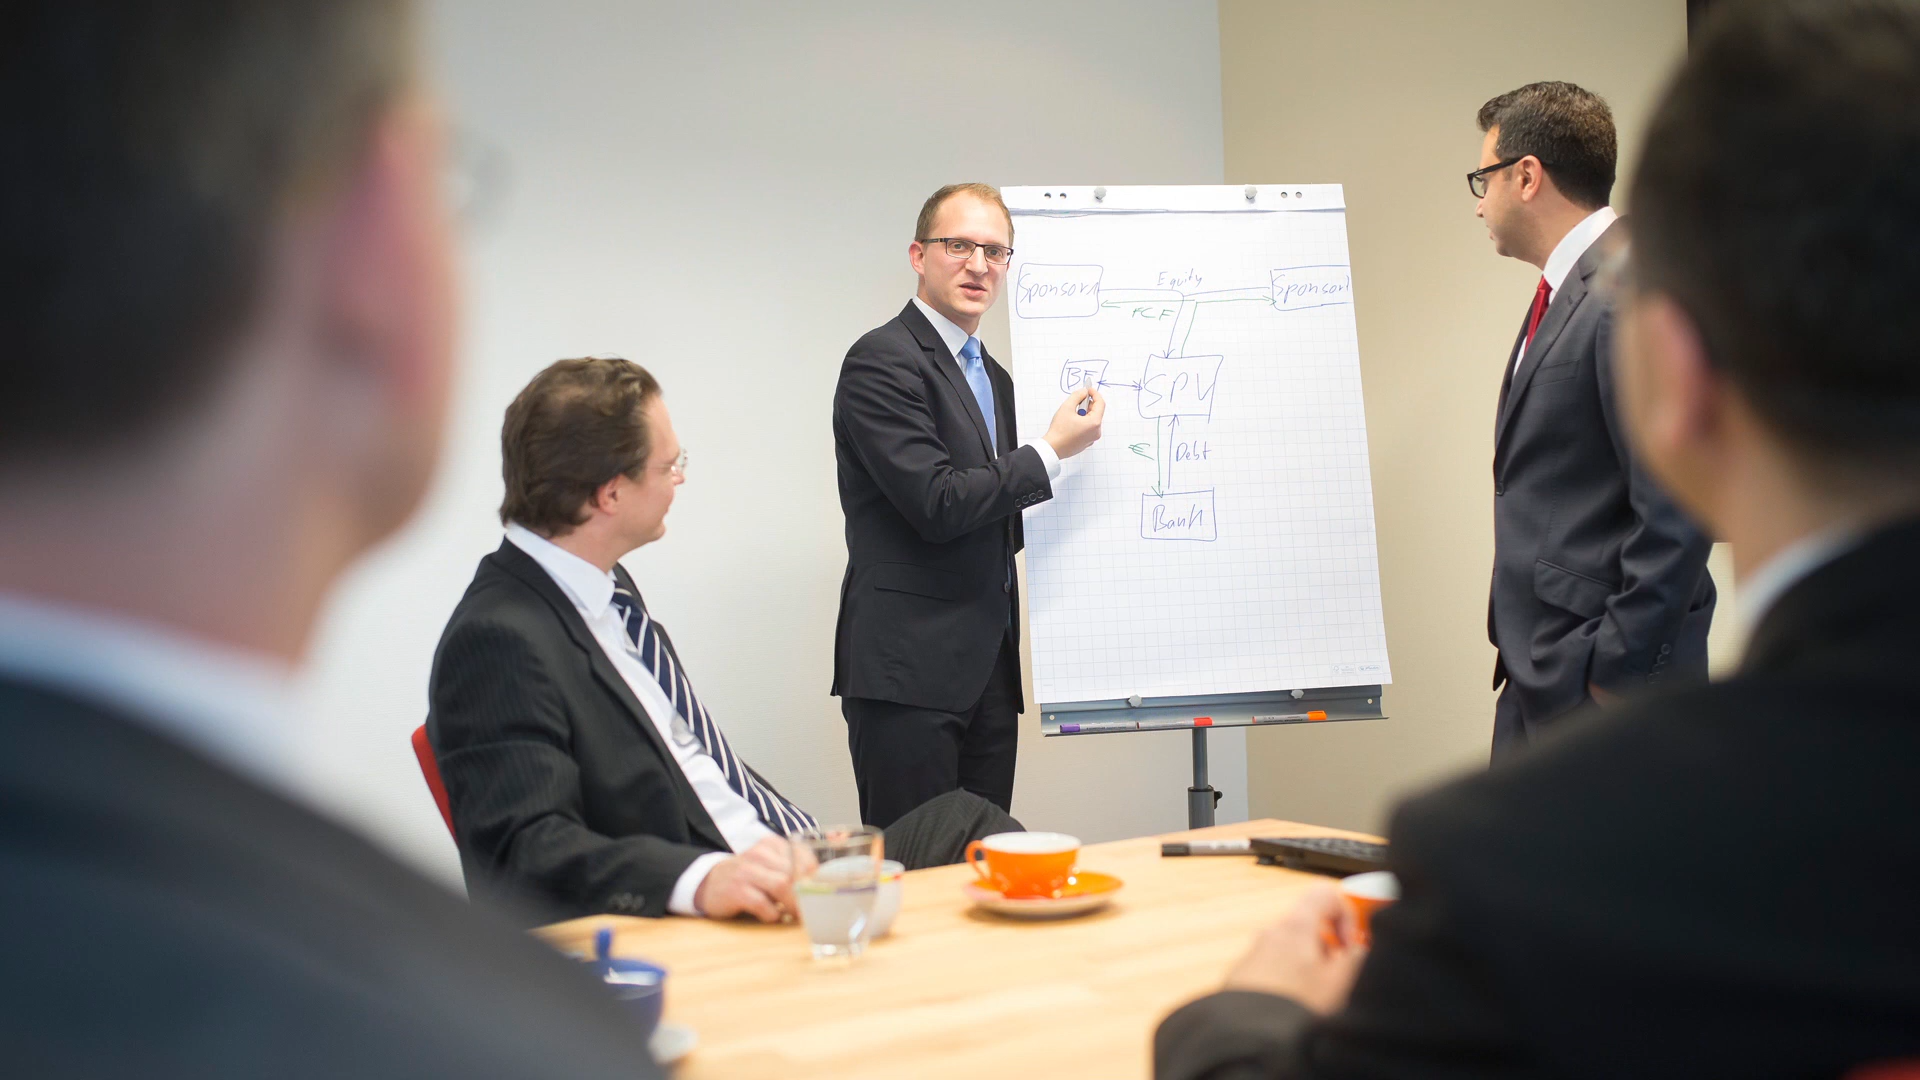 Equity
Sponsor
Sponsor
FCF
SPV
€
Debt
Bank